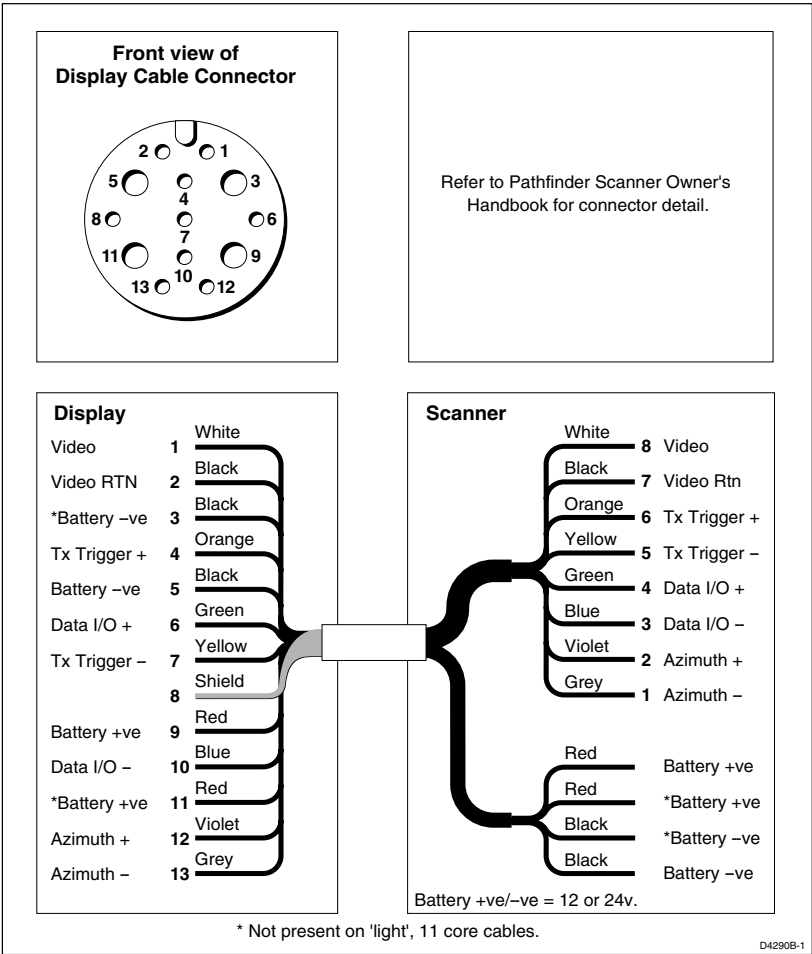 Front view of
Display Cable Connector
2 1
5 3
4
8 6
7
11 9
10
13 12
Refer to Pathfinder Scanner Owner's
Handbook for connector detail.
Display
Video 1 White
Video RTN 2 Black
*Battery −ve 3 Black
Tx Trigger + 4 Orange
Battery −ve 5 Black
Data I/O + 6 Green
Tx Trigger − 7 Yellow
8 Shield
Battery +ve 9 Red
Data I/O − 10 Blue
*Battery +ve 11 Red
Azimuth + 12 Violet
Azimuth − 13 Grey
Scanner
White 8 Video
Black 7 Video Rtn
Orange 6 Tx Trigger +
Yellow 5 Tx Trigger −
Green 4 Data I/O +
Blue 3 Data I/O −
Violet 2 Azimuth +
Grey 1 Azimuth −
Red Battery +ve
Red *Battery +ve
Black *Battery −ve
Black Battery −ve
Battery +ve/−ve = 12 or 24v.
* Not present on 'light', 11 core cables.
D4290B-1